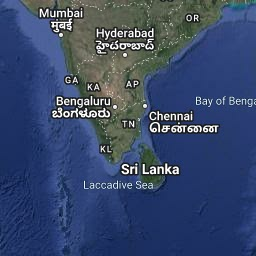 Mumbai
मुंबई
OR
Hyderabad
హైదరాబాద్
GA
KA
AP
Bay of Benga
Bengaluru
ಬೆಂಗಳೂರು
Chennai
சென்னை
TN
KL
Sri Lanka
Laccadive Sea